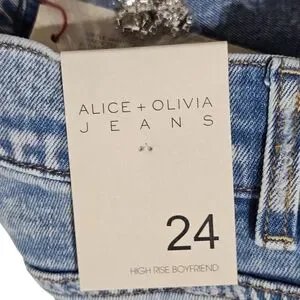 ALICE + OLIVIA
JEANS
24
HIGH RISE BOYFRIEND